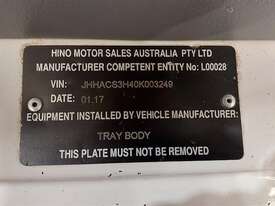 HINO MOTOR SALES AUSTRALIA PTY LTD
MANUFACTURER COMPETENT ENTITY No: L00028
VIN: JHHACS3H40K003249
DATE: 01.17
EQUIPMENT INSTALLED BY VEHICLE MANUFACTURER:
TRAY BODY
THIS PLATE MUST NOT BE REMOVED